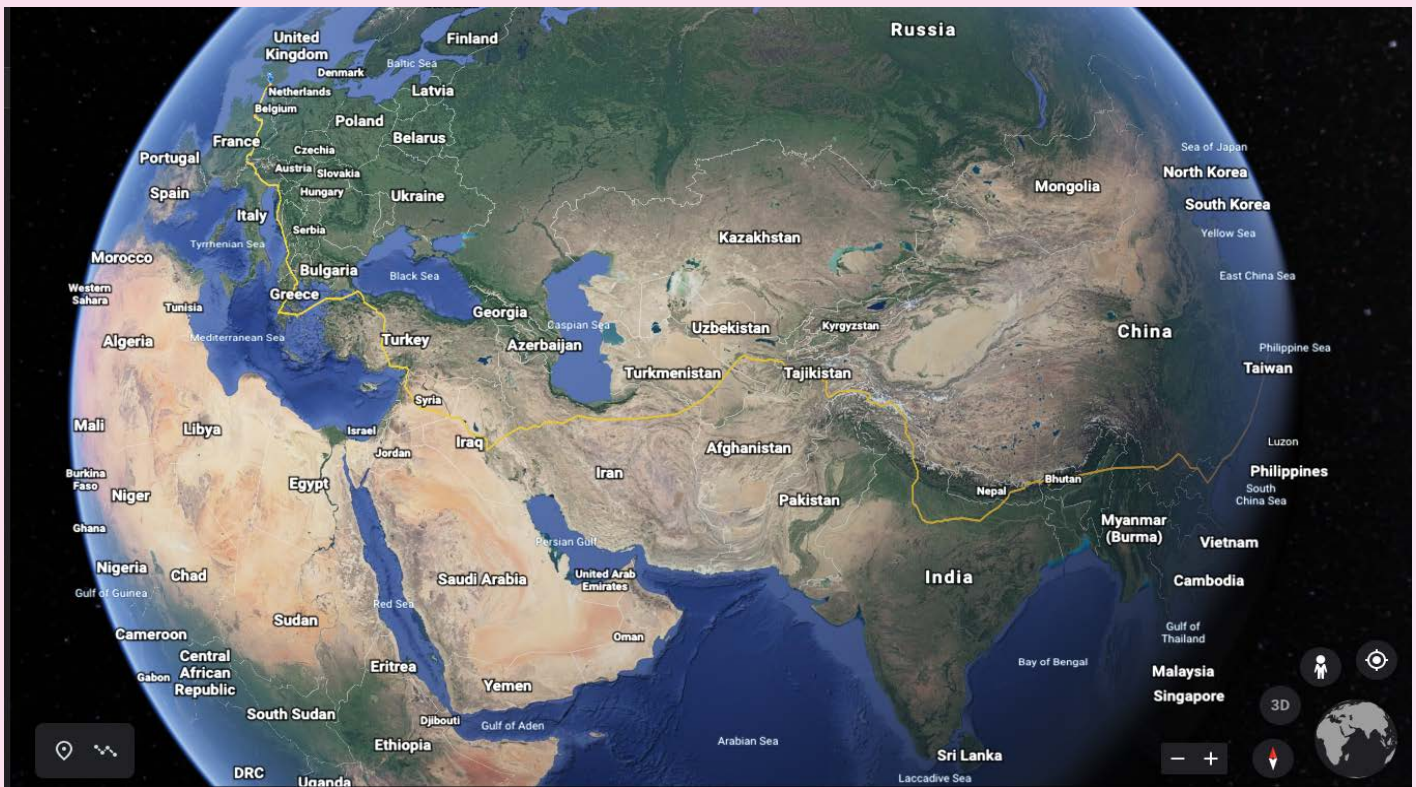 United
Kingdom
Finland
Russia
Baltic Sea
Denmark
Netherlands
Latvia
Belgium
Poland
France
Belarus
Czechia
Portugal
Austria
Slovakia
Sea of Japan
North Korea
Mongolia
Spain
Hungary
Ukraine
South Korea
Italy
Serbia
Yellow Sea
Tyrrhenian Sea
Kazakhstan
Morocco
Bulgaria
Black Sea
East China Sea
Western
Sahara
Greece
Tunisia
Georgia
Caspian Sea
Uzbekistan
Kyrgyzstan
China
Algeria
Mediterranean Sea
Turkey
Azerbaijan
Philippine Sea
Turkmenistan
Tajikistan
Taiwan
Syria
Mali
Libya
Israel
Iraq
Jordan
Afghanistan
Luzon
Burkina
Faso
Egypt
Iran
Philippines
Niger
Pakistan
Nepal
Bhutan
South
China Sea
Ghana
Myanmar
(Burma)
Vietnam
Persian Gulf
Nigeria
Chad
Saudi Arabia
United Arab
Emirates
India
Cambodia
Gulf of Guinea
Red Sea
Sudan
Oman
Gulf of
Thailand
Cameroon
Central
African
Republic
Gabon
Eritrea
Yemen
Bay of Bengal
Malaysia
Singapore
South Sudan
Djibouti
Gulf of Aden
3D
Ethiopia
Arabian Sea
Sri Lanka
DRC
Uganda
Laccadive Sea